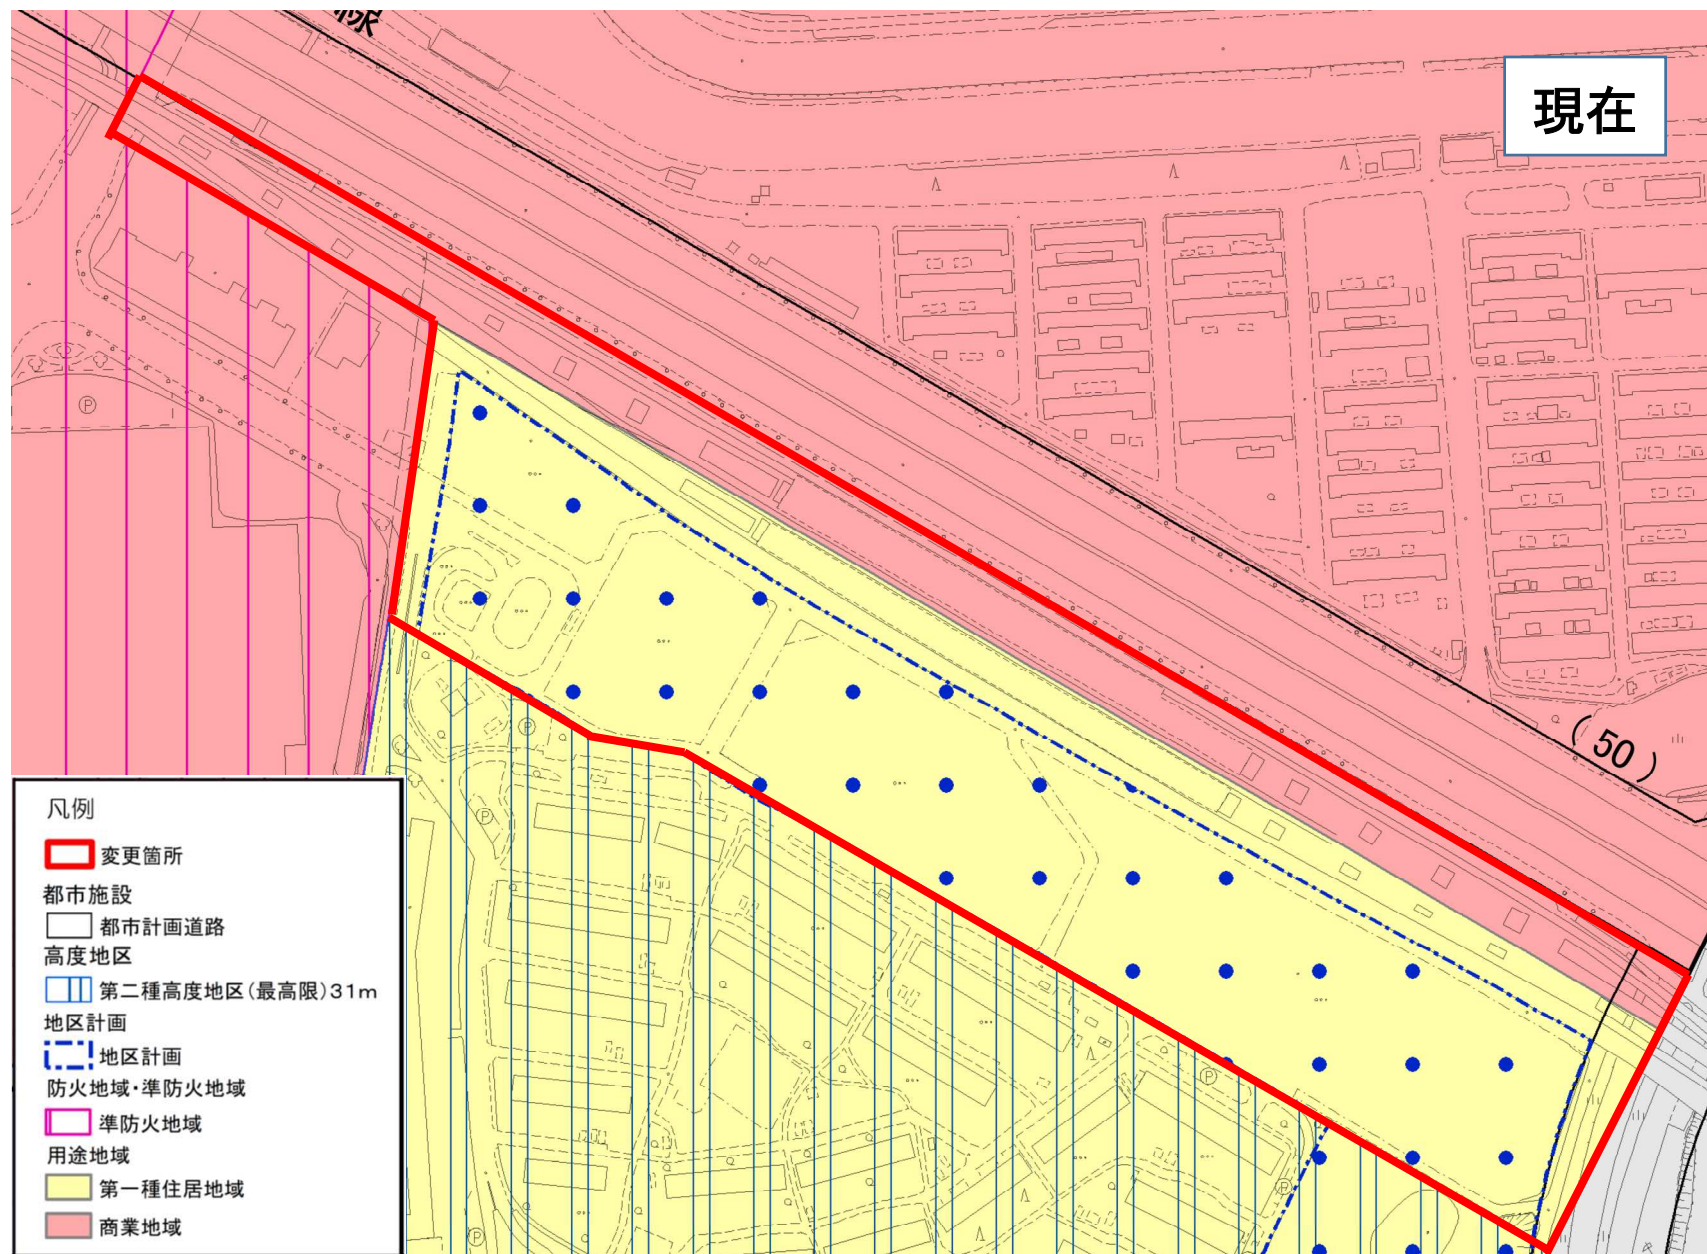 線
現在
(50)
Ⓟ
Ⓟ
Ⓟ
Ⓟ
Ⓟ
Ⓟ
凡例
変更箇所
都市施設
都市計画道路
高度地区
第二種高度地区(最高限)31m
地区計画
地区計画
防火地域・準防火地域
準防火地域
用途地域
第一種住居地域
商業地域